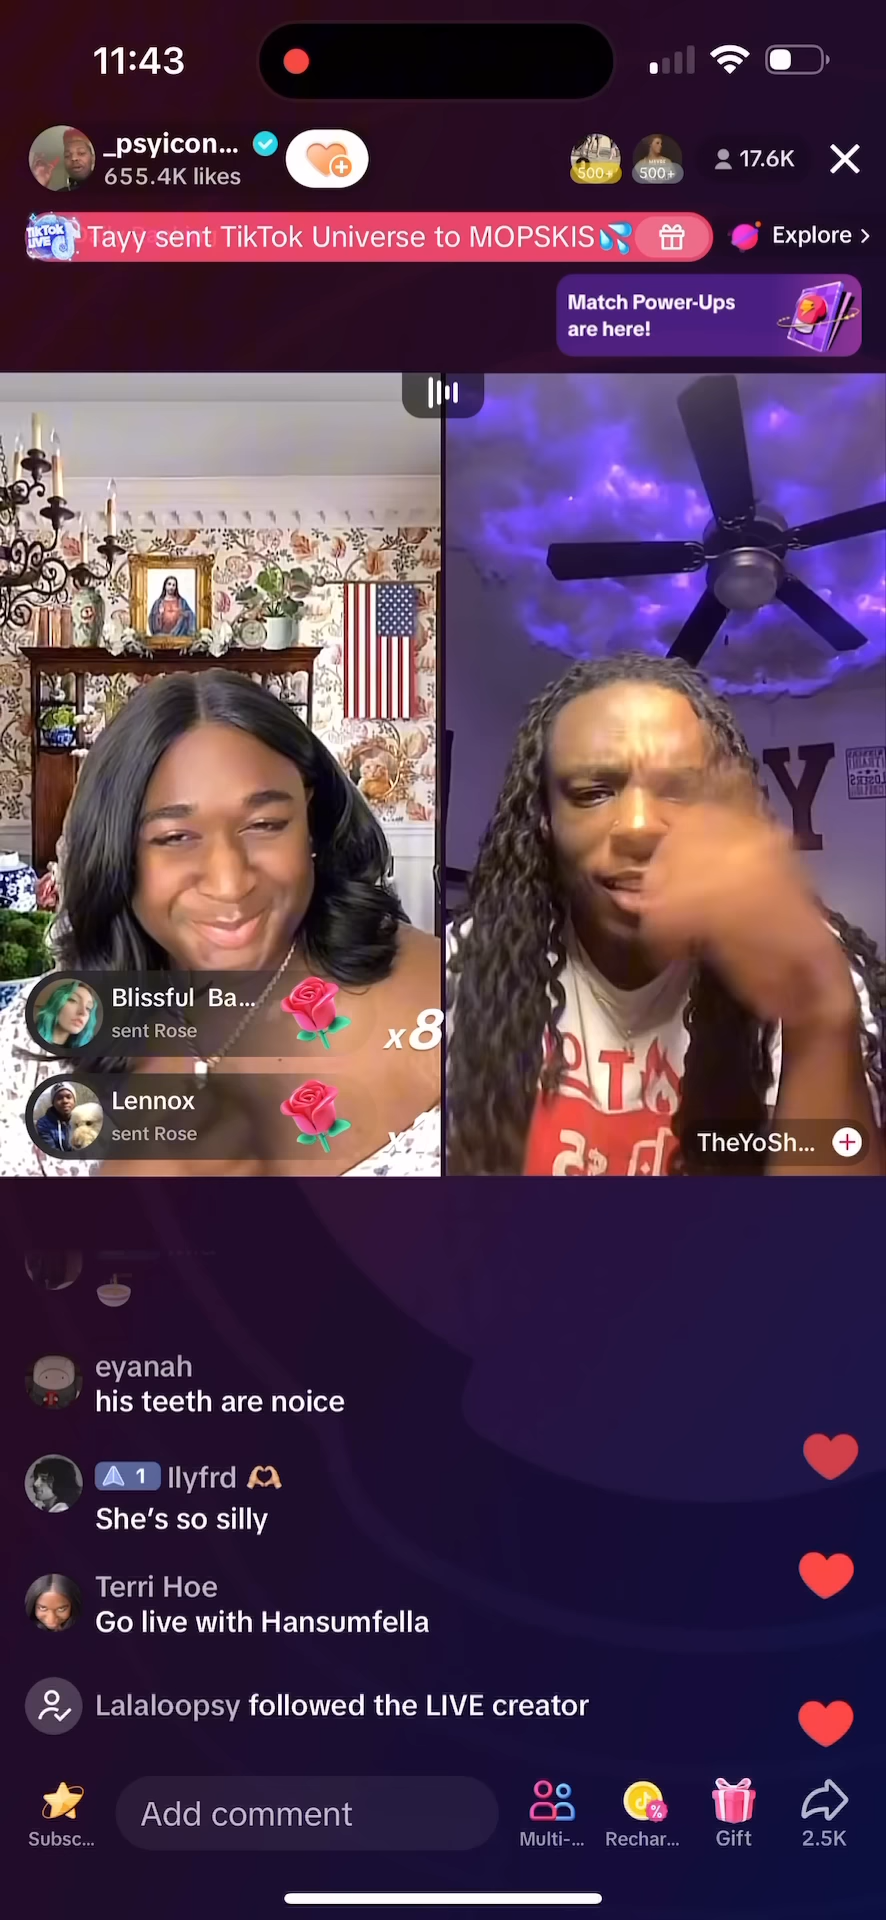 11:43
_psyicon...
655.4K likes
500+
500+
17.6K
TikTok
LIVE
Tayy sent TikTok Universe to MOPSKIS💦
Explore >
Match Power-Ups
are here!
Y
Blissful Ba...
sent Rose
x8
Lennox
sent Rose
x
TheYoSh...
eyanah
his teeth are noice
1 llyfrd 🫶🏼
She's so silly
Terri Hoe
Go live with Hansumfella
Lalaloopsy followed the LIVE creator
Subsc...
Add comment
Multi-...
Rechar...
Gift
2.5K